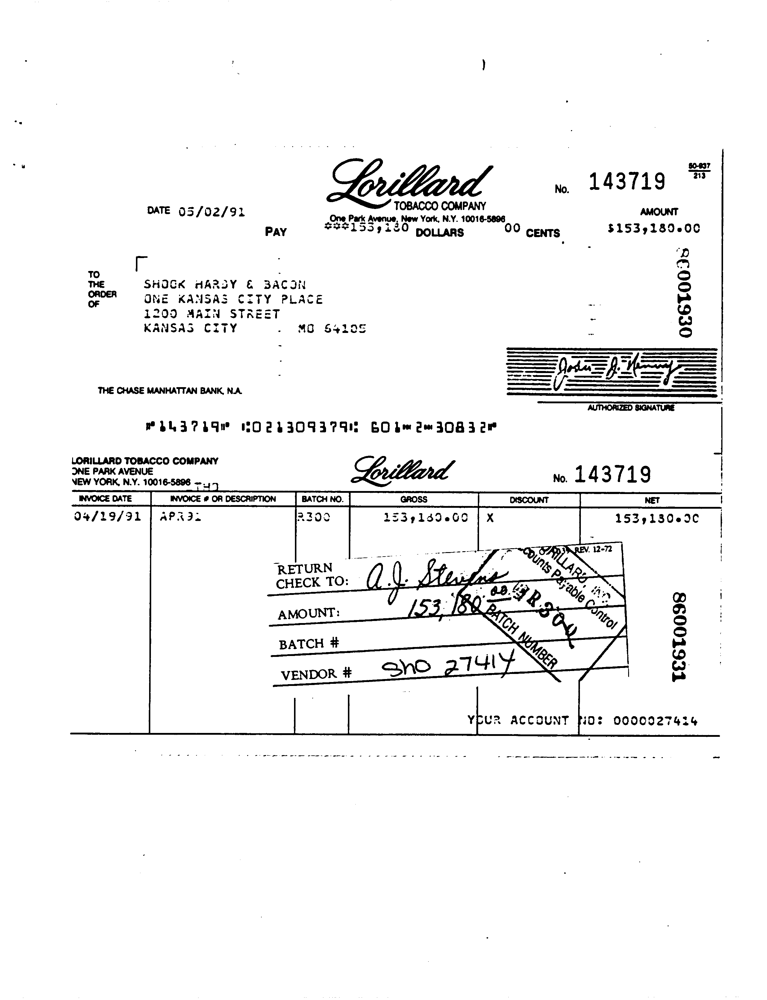 Lorillard
TOBACCO COMPANY
One Park Avenue, New York, N.Y. 10016-5896
No. 143719
50-937
213
DATE 05/02/91
AMOUNT
PAY ***153,180 DOLLARS 00 CENTS $153,180.00
TO
THE
ORDER
OF
SHOOK HARDY & BACON
ONE KANSAS CITY PLACE
1200 MAIN STREET
KANSAS CITY . MO 64105
001930
THE CHASE MANHATTAN BANK, N.A.
AUTHORIZED SIGNATURE
⑈143719⑈ ⑆021309379⑆ 601⑉2⑉30832⑈
LORILLARD TOBACCO COMPANY
ONE PARK AVENUE
NEW YORK, N.Y. 10016-5896
Lorillard
No. 143719
INVOICE DATE INVOICE # OR DESCRIPTION BATCH NO. GROSS DISCOUNT NET
04/19/91 APR91 R300 153,180.00 X 153,180.00
REV. 12-72
RETURN
CHECK TO: A.J. Stevens
AMOUNT: 153,180.00
BATCH #
VENDOR # SHO 27414
LORILLARD, INC.
Accounts Payable Control
BATCH NUMBER
86001931
YOUR ACCOUNT NO: 0000027414